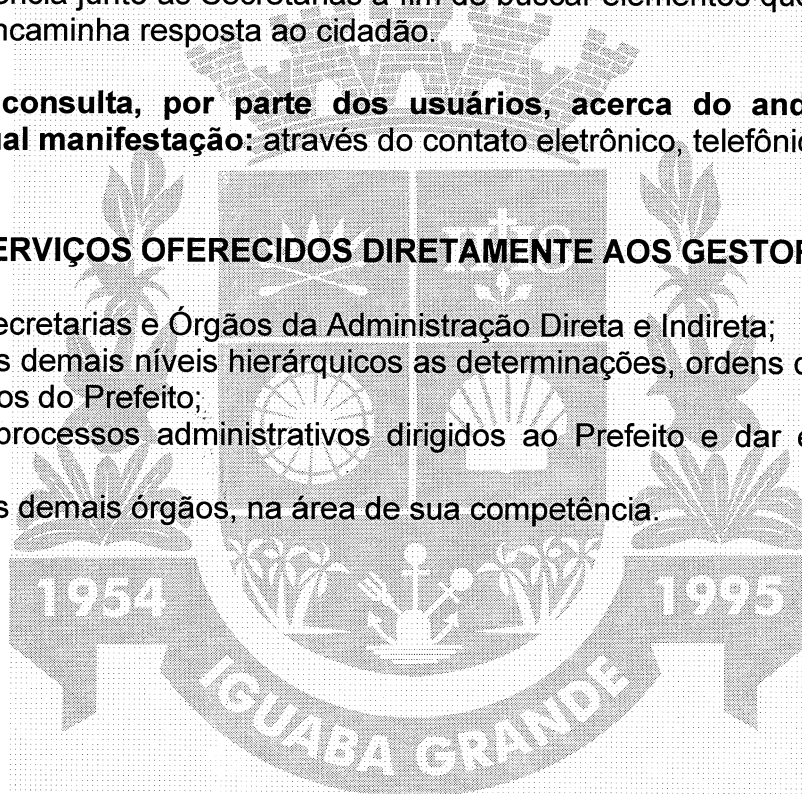 ência junto às Secretarias a fim de buscar elementos que
ncaminha resposta ao cidadão.
consulta, por parte dos usuários, acerca do and
ual manifestação: através do contato eletrônico, telefônic
ERVIÇOS OFERECIDOS DIRETAMENTE AOS GESTOR
ecretarias e Órgãos da Administração Direta e Indireta;
s demais níveis hierárquicos as determinações, ordens d
os do Prefeito;
processos administrativos dirigidos ao Prefeito e dar e
s demais órgãos, na área de sua competência.
1954
1995
IGUABA GRANDE